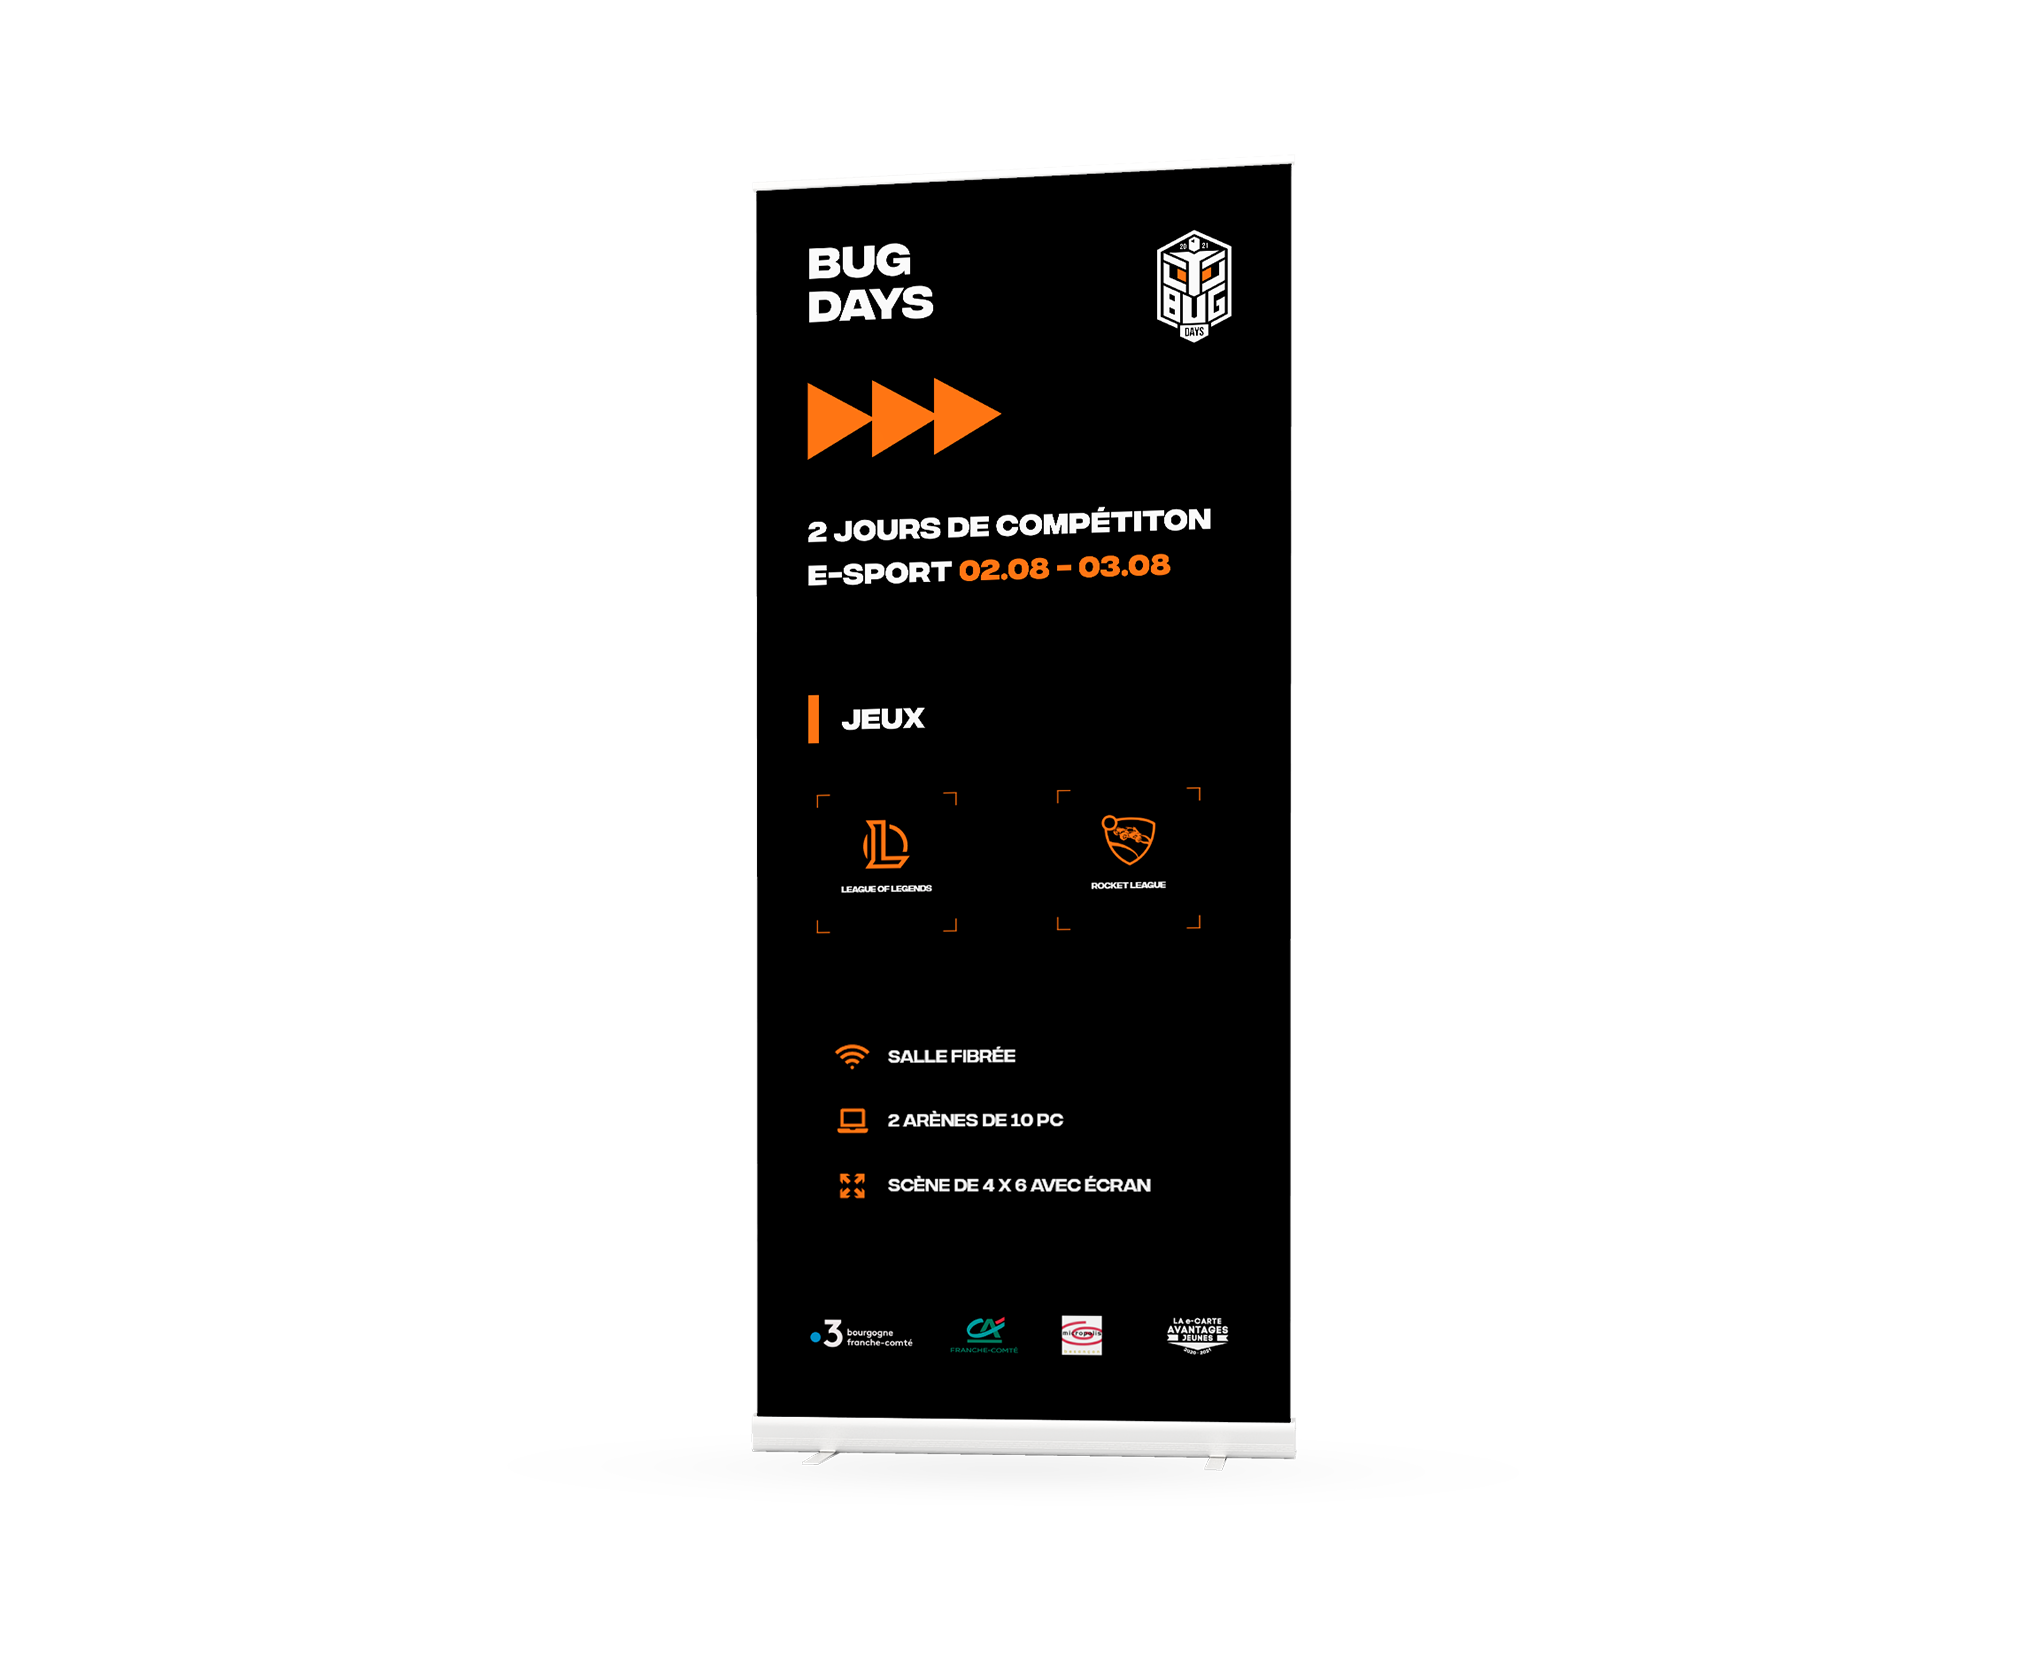 BUG
DAYS
20 21
BUG
DAYS
2 JOURS DE COMPÉTITON
E-SPORT 02.08 - 03.08
JEUX
LEAGUE OF LEGENDS
ROCKET LEAGUE
SALLE FIBRÉE
2 ARÈNES DE 10 PC
SCÈNE DE 4 X 6 AVEC ÉCRAN
3 bourgogne
franche-comté
CA
FRANCHE-COMTÉ
micropolis
LA e-CARTE
AVANTAGES
JEUNES
2020-2021